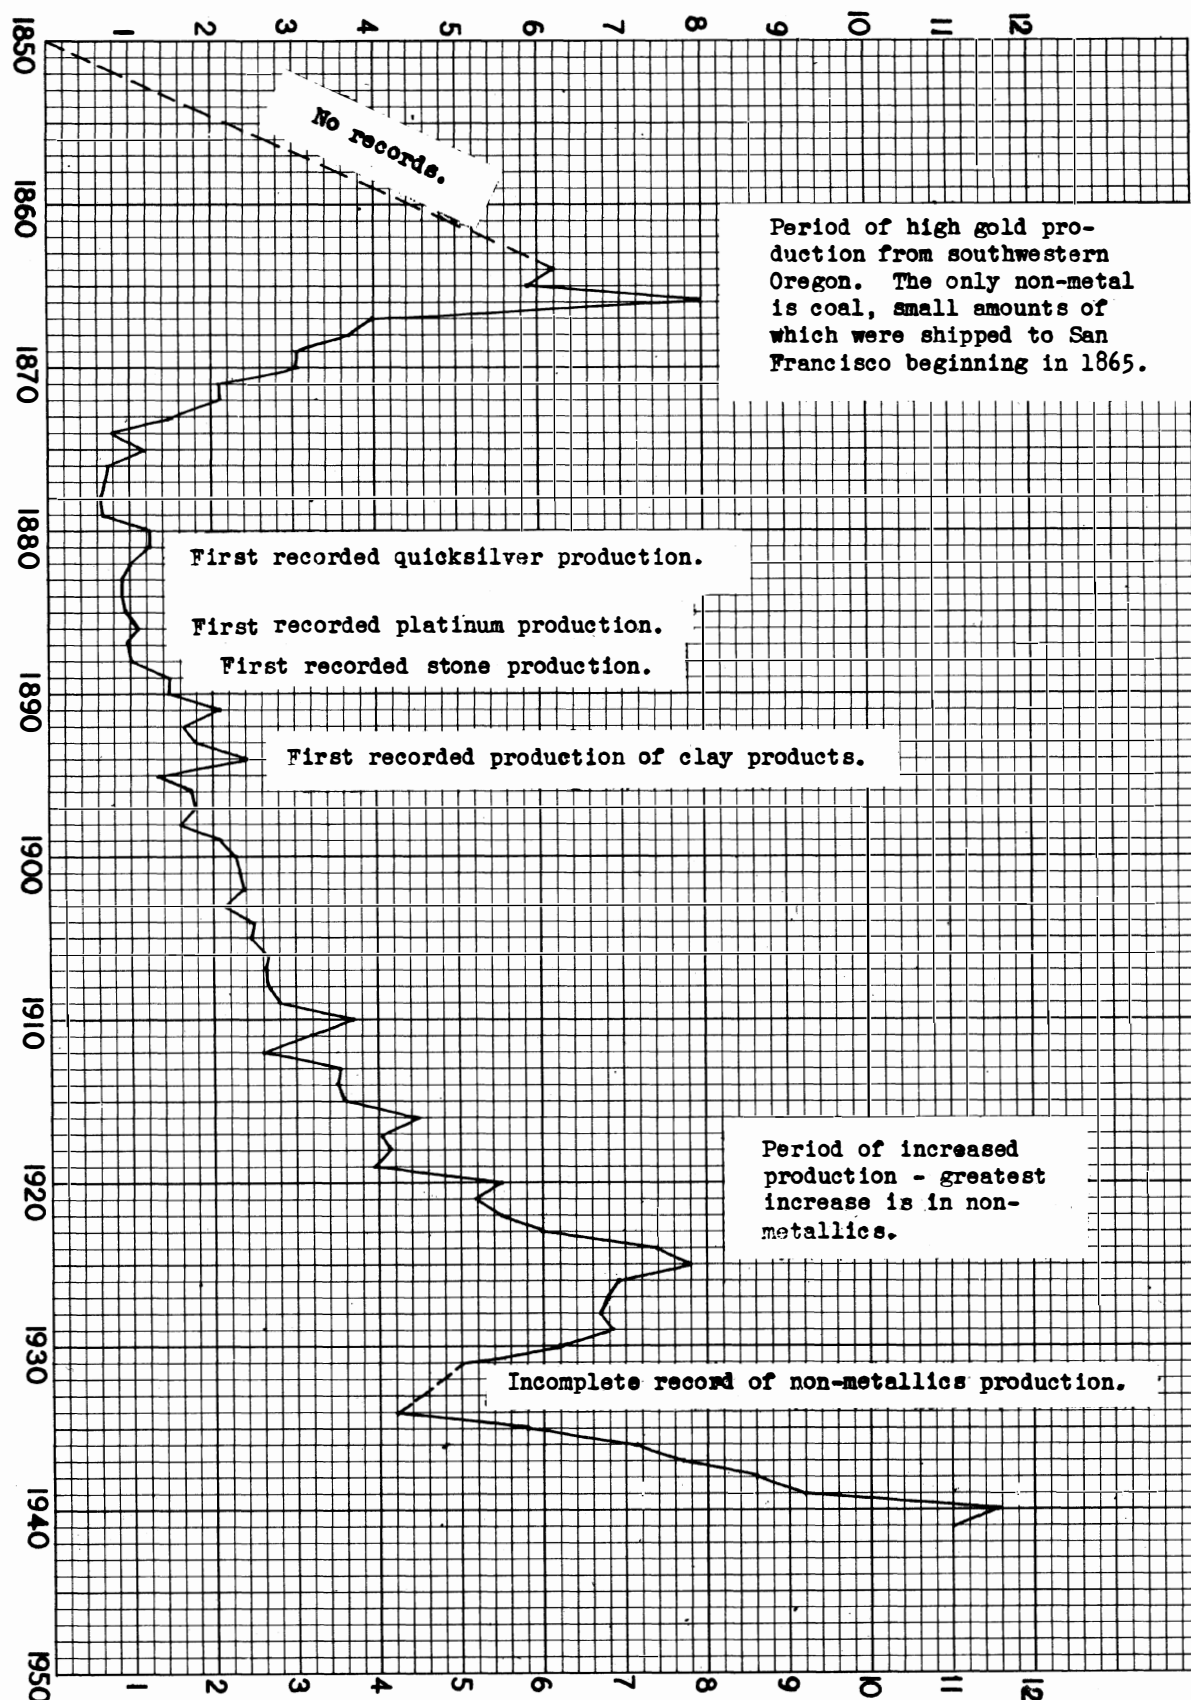 1 2 3 4 5 6 7 8 9 10 11 12
1850
No records.
1860
Period of high gold pro-
duction from southwestern
Oregon. The only non-metal
is coal, small amounts of
which were shipped to San
Francisco beginning in 1865.
1870
1880
First recorded quicksilver production.
First recorded platinum production.
First recorded stone production.
1890
First recorded production of clay products.
1900
1910
Period of increased
production - greatest
increase is in non-
metallics.
1920
1930
Incomplete record of non-metallics production.
1940
1950
1 2 3 4 5 6 7 8 9 10 11 12